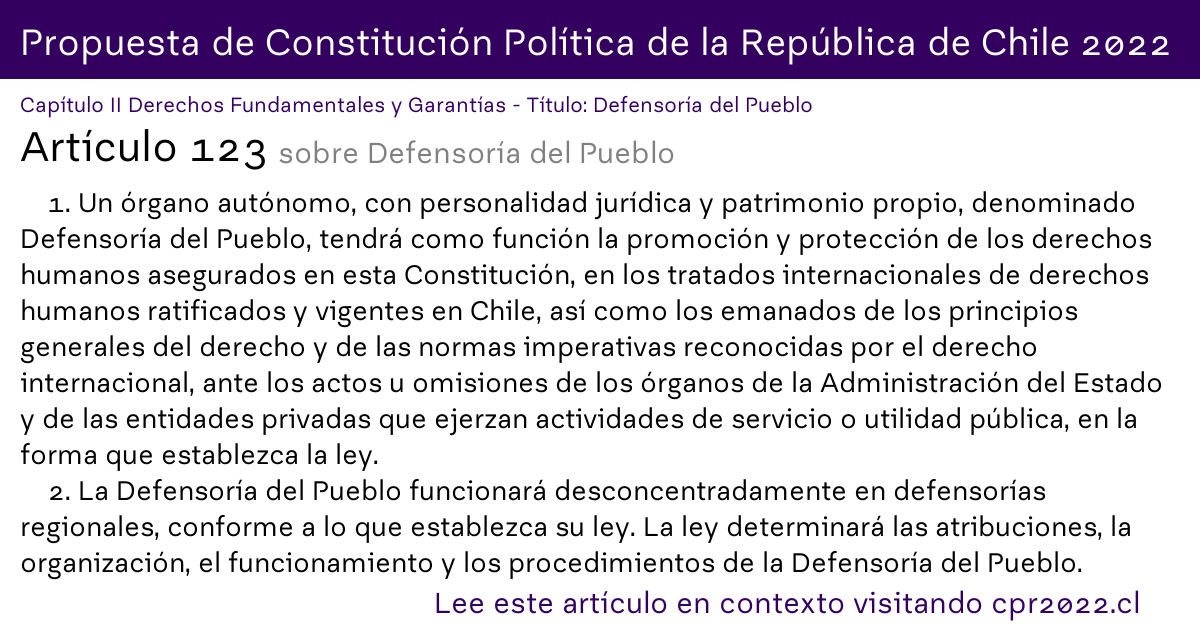 Propuesta de Constitución Política de la República de Chile 2022
Capítulo II Derechos Fundamentales y Garantías - Título: Defensoría del Pueblo
Artículo 123 sobre Defensoría del Pueblo
1. Un órgano autónomo, con personalidad jurídica y patrimonio propio, denominado
Defensoría del Pueblo, tendrá como función la promoción y protección de los derechos
humanos asegurados en esta Constitución, en los tratados internacionales de derechos
humanos ratificados y vigentes en Chile, así como los emanados de los principios
generales del derecho y de las normas imperativas reconocidas por el derecho
internacional, ante los actos u omisiones de los órganos de la Administración del Estado
y de las entidades privadas que ejerzan actividades de servicio o utilidad pública, en la
forma que establezca la ley.
2. La Defensoría del Pueblo funcionará desconcentradamente en defensorías
regionales, conforme a lo que establezca su ley. La ley determinará las atribuciones, la
organización, el funcionamiento y los procedimientos de la Defensoría del Pueblo.
Lee este artículo en contexto visitando cpr2022.cl